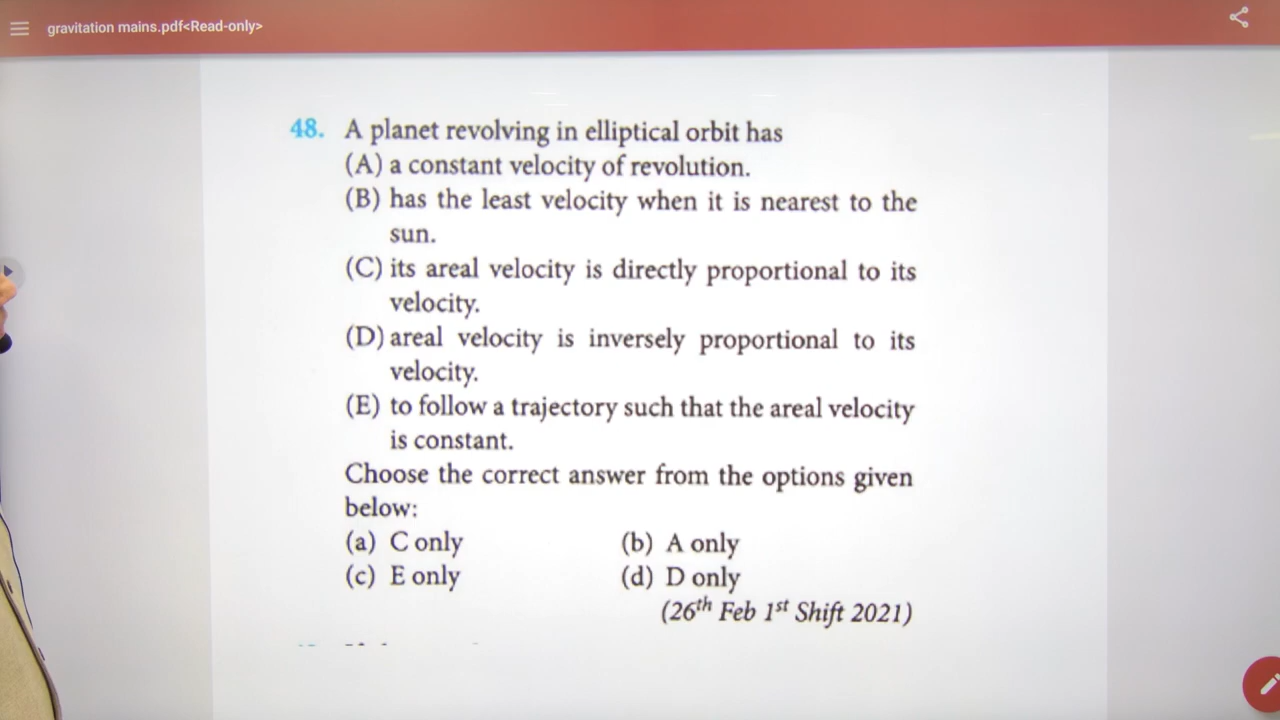 gravitation mains.pdf<Read-only>
48. A planet revolving in elliptical orbit has
(A) a constant velocity of revolution.
(B) has the least velocity when it is nearest to the
sun.
(C) its areal velocity is directly proportional to its
velocity.
(D) areal velocity is inversely proportional to its
velocity.
(E) to follow a trajectory such that the areal velocity
is constant.
Choose the correct answer from the options given
below:
(a) C only (b) A only
(c) E only (d) D only
(26th Feb 1st Shift 2021)